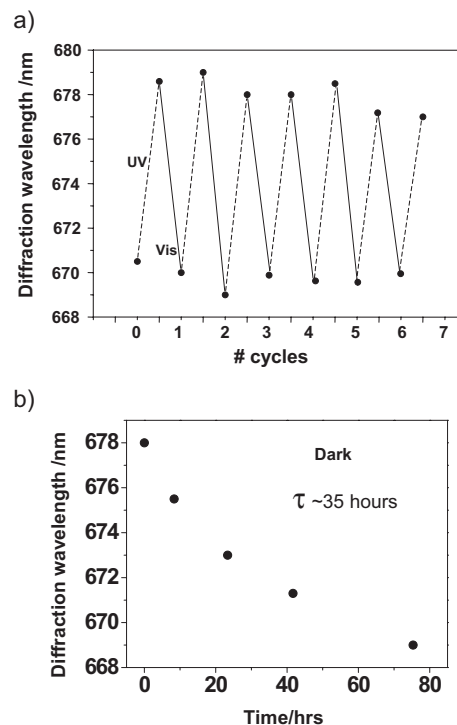 a)
680
678
676
674
672
670
668
Diffraction wavelength /nm
UV
Vis
0 1 2 3 4 5 6 7
# cycles
b)
678
676
675
673
672
670
668
Diffraction wavelength /nm
Dark
τ ~35 hours
0 20 40 60 80
Time/hrs